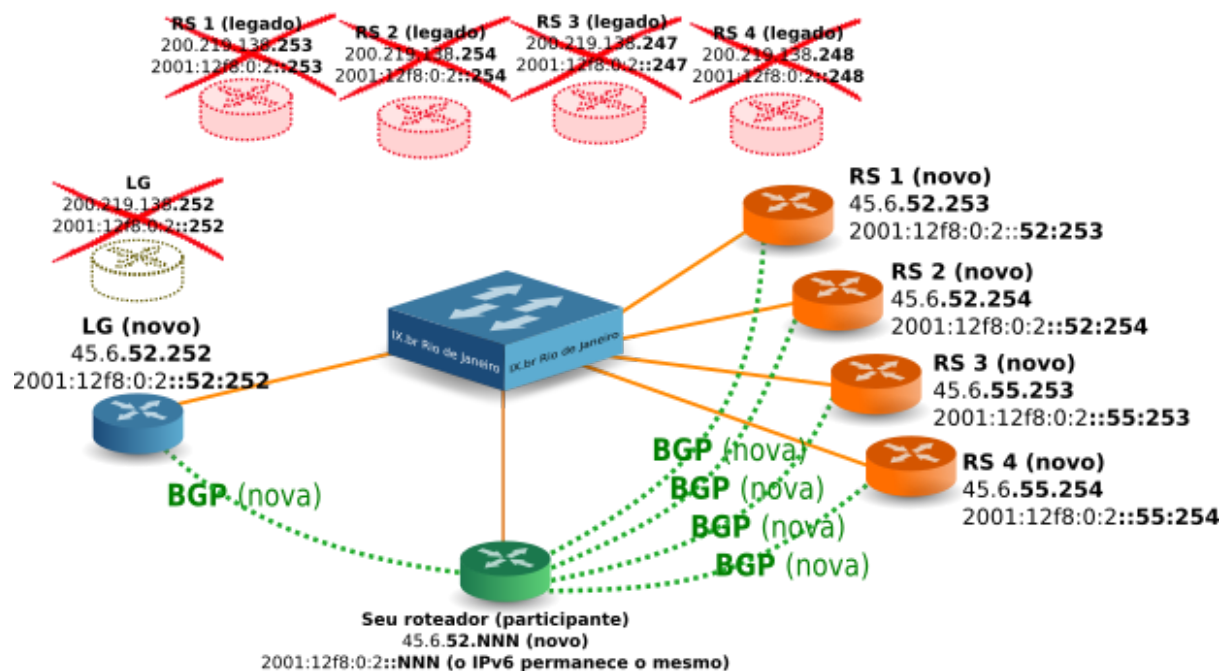 RS 1 (legado)
200.219.138.253
2001:12f8:0:2::253
RS 2 (legado)
200.219.138.254
2001:12f8:0:2::254
RS 3 (legado)
200.219.138.247
2001:12f8:0:2::247
RS 4 (legado)
200.219.138.248
2001:12f8:0:2::248
LG
200.219.138.252
2001:12f8:0:2::252
LG (novo)
45.6.52.252
2001:12f8:0:2::52:252
IX.br Rio de Janeiro
IX.br Rio de Janeiro
RS 1 (novo)
45.6.52.253
2001:12f8:0:2::52:253
RS 2 (novo)
45.6.52.254
2001:12f8:0:2::52:254
RS 3 (novo)
45.6.55.253
2001:12f8:0:2::55:253
RS 4 (novo)
45.6.55.254
2001:12f8:0:2::55:254
BGP (nova)
BGP (nova)
BGP (nova)
BGP (nova)
BGP (nova)
Seu roteador (participante)
45.6.52.NNN (novo)
2001:12f8:0:2::NNN (o IPv6 permanece o mesmo)